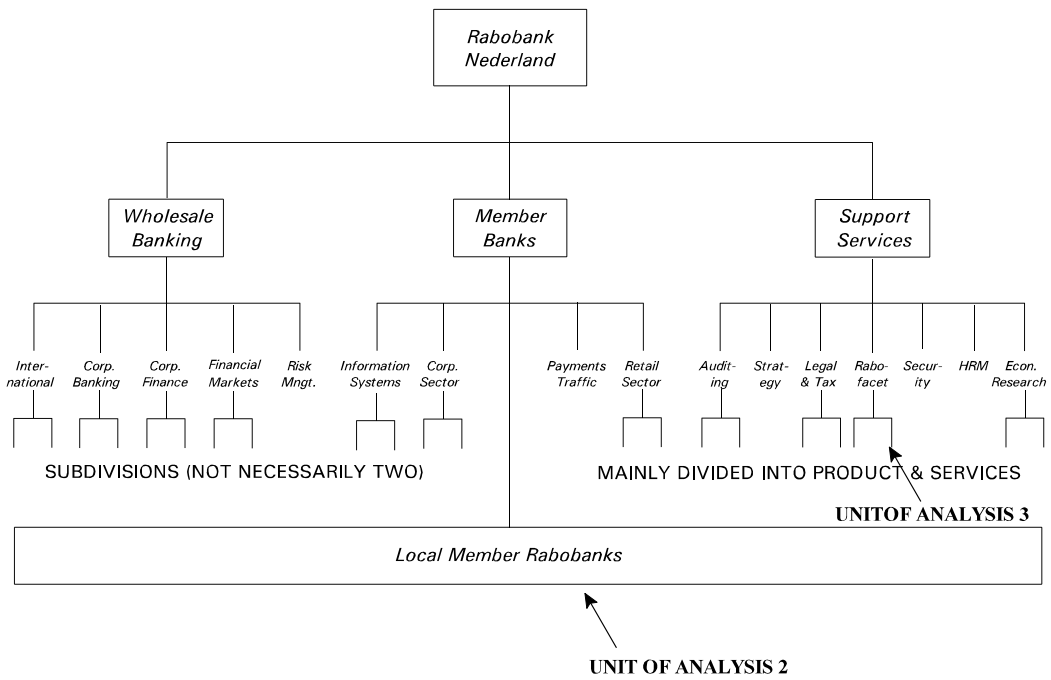 Rabobank
Nederland
Wholesale
Banking
Member
Banks
Support
Services
Inter-
national
Corp.
Banking
Corp.
Finance
Financial
Markets
Risk
Mngt.
Information
Systems
Corp.
Sector
Payments
Traffic
Retail
Sector
Audit-
ing
Strat-
egy
Legal
& Tax
Rabo-
facet
Secur-
ity
HRM
Econ.
Research
SUBDIVISIONS (NOT NECESSARILY TWO)
MAINLY DIVIDED INTO PRODUCT & SERVICES
UNITOF ANALYSIS 3
Local Member Rabobanks
UNIT OF ANALYSIS 2